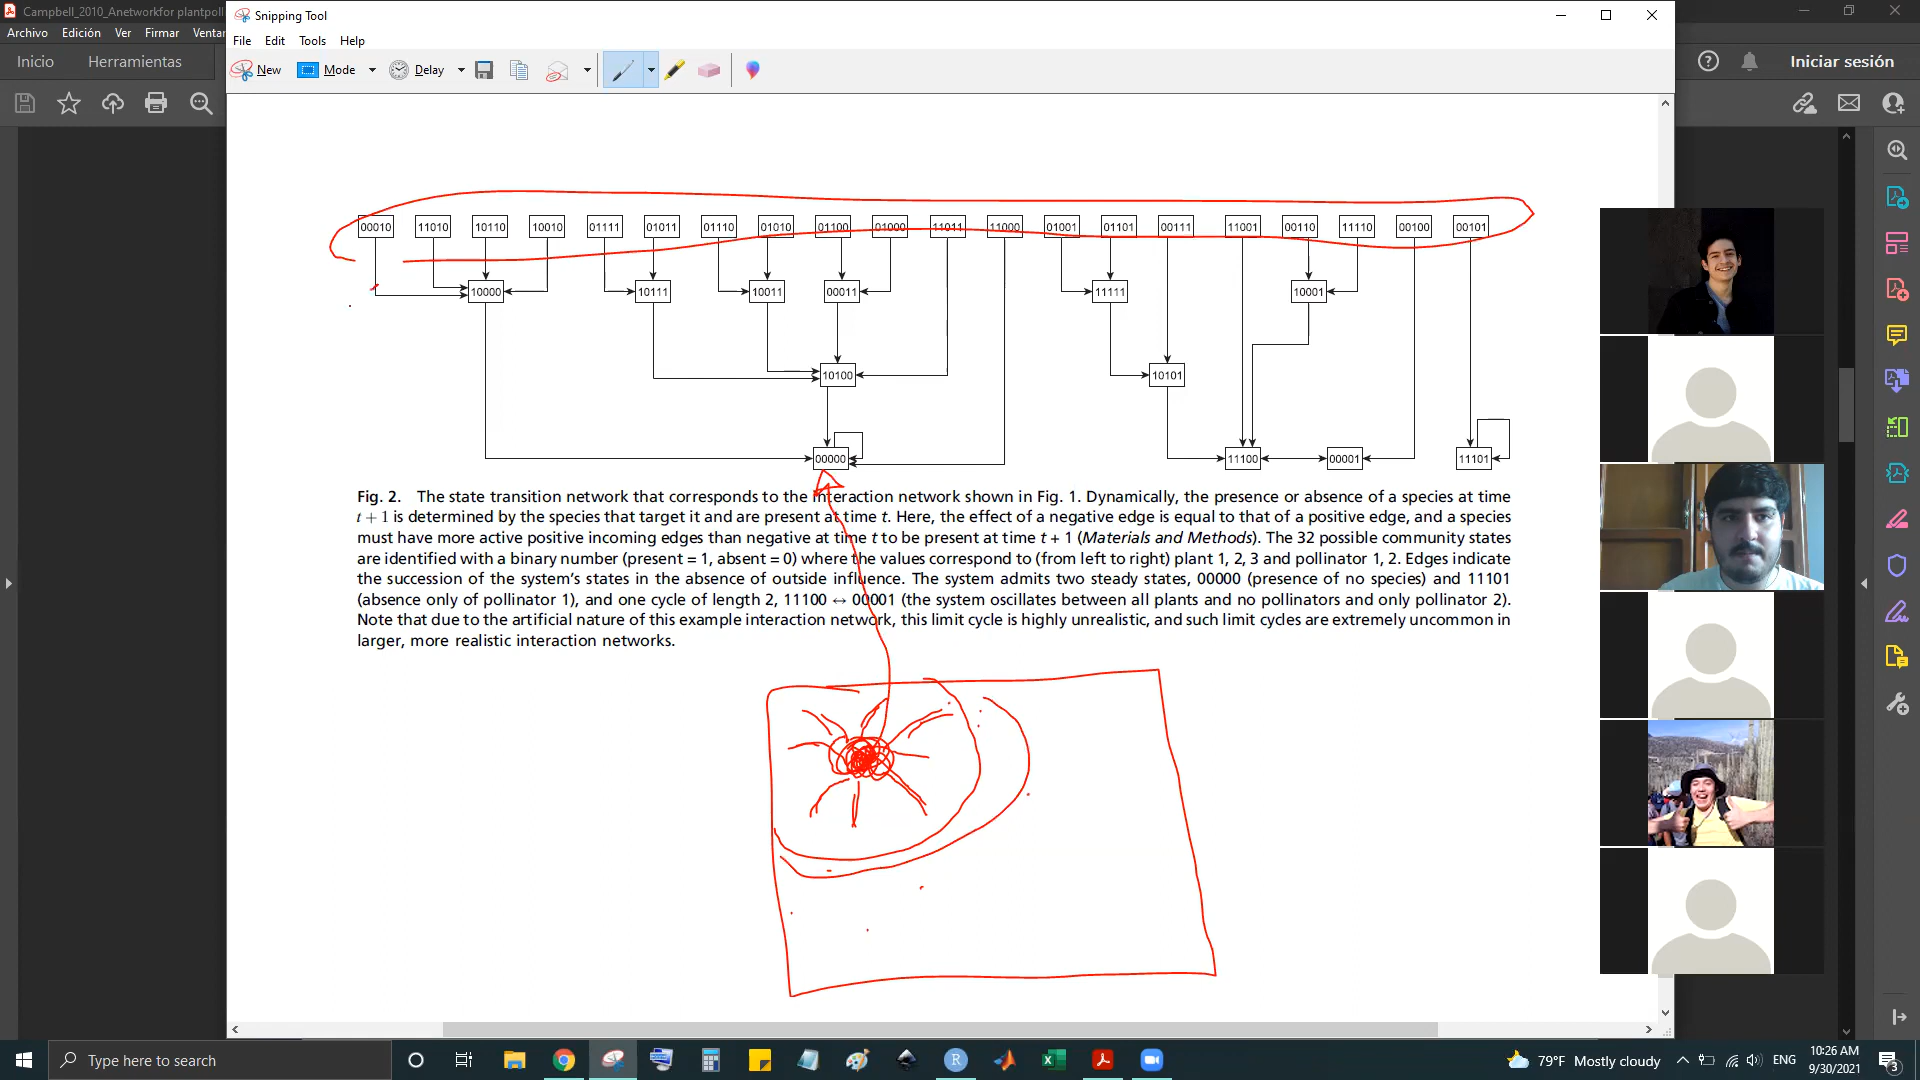 Campbell_2010_Anetworkfor plantpoll
Snipping Tool
Archivo Edición Ver Firmar Ventan
File Edit Tools Help
Inicio Herramientas
New Mode Delay
Iniciar sesión
00010 11010 10110 10010 01111 01011 01110 01010 01100 01000 11011 11000 01001 01101 00111 11001 00110 11110 00100 00101
10000 10111 10011 00011 11111 10001
10100 10101
00000 11100 00001 11101
Fig. 2. The state transition network that corresponds to the interaction network shown in Fig. 1. Dynamically, the presence or absence of a species at time
t + 1 is determined by the species that target it and are present at time t. Here, the effect of a negative edge is equal to that of a positive edge, and a species
must have more active positive incoming edges than negative at time t to be present at time t + 1 (Materials and Methods). The 32 possible community states
are identified with a binary number (present = 1, absent = 0) where the values correspond to (from left to right) plant 1, 2, 3 and pollinator 1, 2. Edges indicate
the succession of the system's states in the absence of outside influence. The system admits two steady states, 00000 (presence of no species) and 11101
(absence only of pollinator 1), and one cycle of length 2, 11100 ↔ 00001 (the system oscillates between all plants and no pollinators and only pollinator 2).
Note that due to the artificial nature of this example interaction network, this limit cycle is highly unrealistic, and such limit cycles are extremely uncommon in
larger, more realistic interaction networks.
Type here to search
79°F Mostly cloudy
ENG
10:26 AM
9/30/2021
3